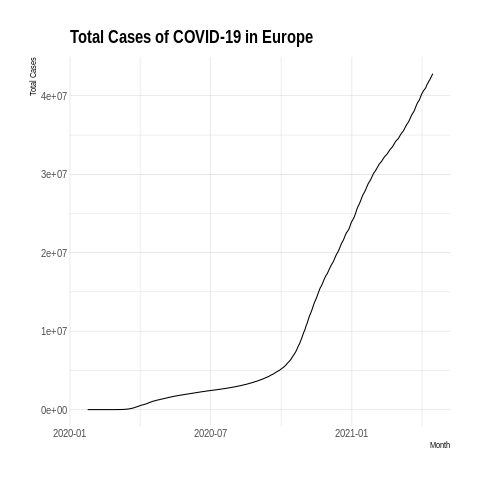 Total Cases of COVID-19 in Europe
Total Cases
4e+07
3e+07
2e+07
1e+07
0e+00
2020-01 2020-07 2021-01
Month